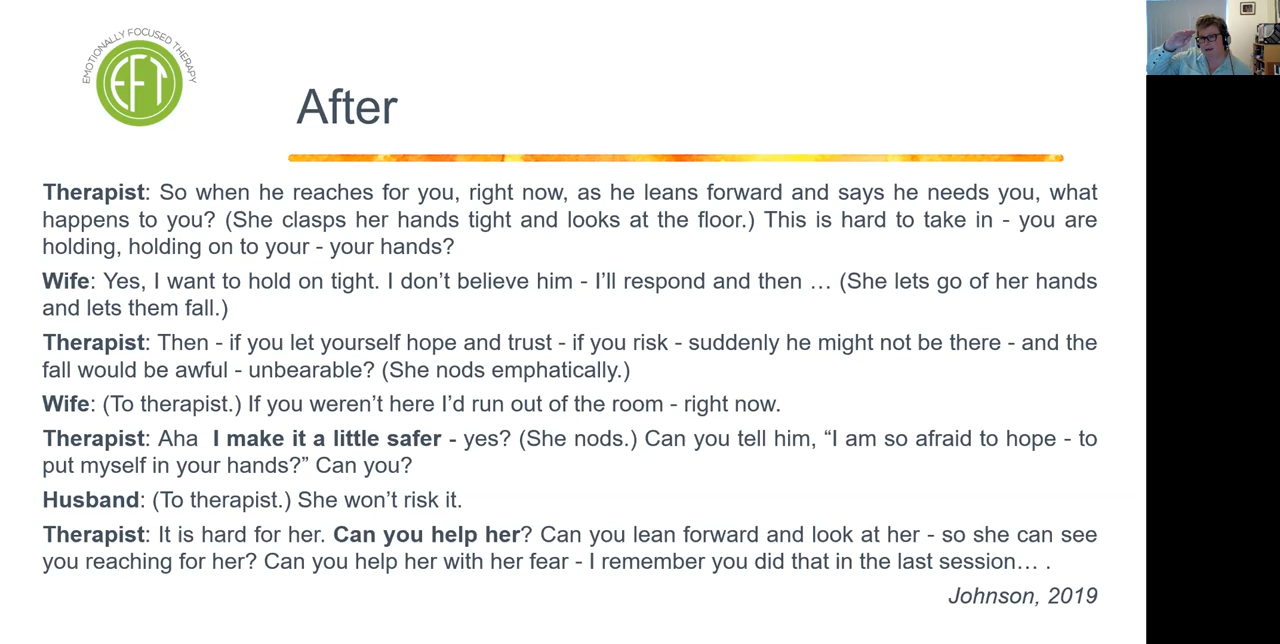 EMOTIONALLY FOCUSED THERAPY
EFT
After
Therapist: So when he reaches for you, right now, as he leans forward and says he needs you, what
happens to you? (She clasps her hands tight and looks at the floor.) This is hard to take in - you are
holding, holding on to your - your hands?
Wife: Yes, I want to hold on tight. I don’t believe him - I’ll respond and then … (She lets go of her hands
and lets them fall.)
Therapist: Then - if you let yourself hope and trust - if you risk - suddenly he might not be there - and the
fall would be awful - unbearable? (She nods emphatically.)
Wife: (To therapist.) If you weren’t here I’d run out of the room - right now.
Therapist: Aha I make it a little safer - yes? (She nods.) Can you tell him, “I am so afraid to hope - to
put myself in your hands?” Can you?
Husband: (To therapist.) She won’t risk it.
Therapist: It is hard for her. Can you help her? Can you lean forward and look at her - so she can see
you reaching for her? Can you help her with her fear - I remember you did that in the last session… .
Johnson, 2019